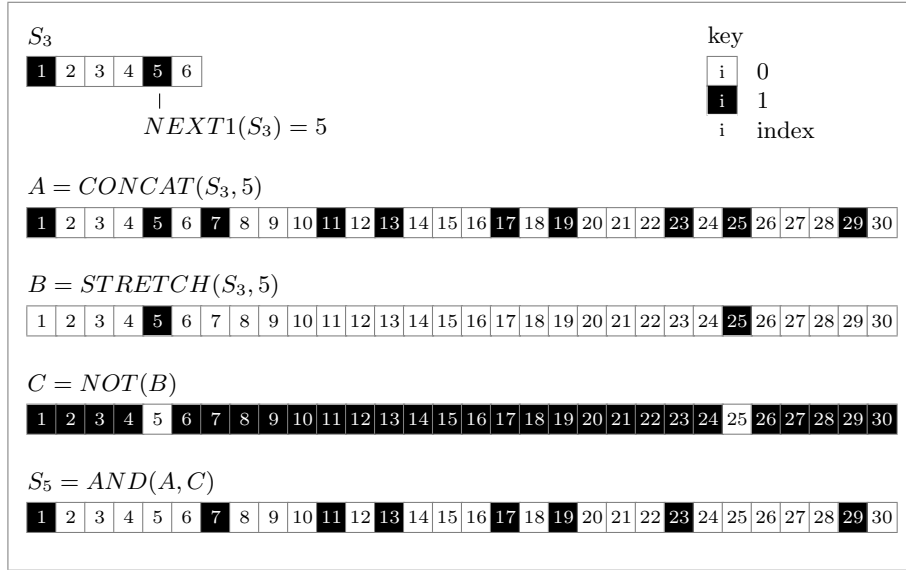 S₃
1 2 3 4 5 6
NEXT1(S₃) = 5
key
i 0
i 1
i index
A = CONCAT(S₃, 5)
1 2 3 4 5 6 7 8 9 10 11 12 13 14 15 16 17 18 19 20 21 22 23 24 25 26 27 28 29 30
B = STRETCH(S₃, 5)
1 2 3 4 5 6 7 8 9 10 11 12 13 14 15 16 17 18 19 20 21 22 23 24 25 26 27 28 29 30
C = NOT(B)
1 2 3 4 5 6 7 8 9 10 11 12 13 14 15 16 17 18 19 20 21 22 23 24 25 26 27 28 29 30
S₅ = AND(A, C)
1 2 3 4 5 6 7 8 9 10 11 12 13 14 15 16 17 18 19 20 21 22 23 24 25 26 27 28 29 30